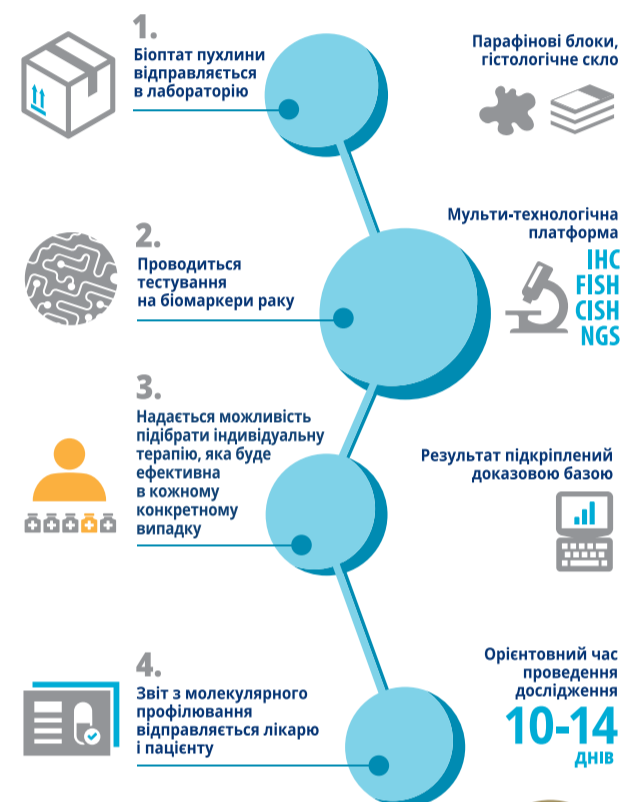 1.
Біоптат пухлини
відправляється
в лабораторію
Парафінові блоки,
гістологічне скло
2.
Проводиться
тестування
на біомаркери раку
Мульти-технологічна
платформа
IHC
FISH
CISH
NGS
3.
Надається можливість
підібрати індивідуальну
терапію, яка буде
ефективна
в кожному
конкретному
випадку
Результат підкріплений
доказовою базою
4.
Звіт з молекулярного
профілювання
відправляється лікарю
і пацієнту
Орієнтовний час
проведення
дослідження
10-14
днів